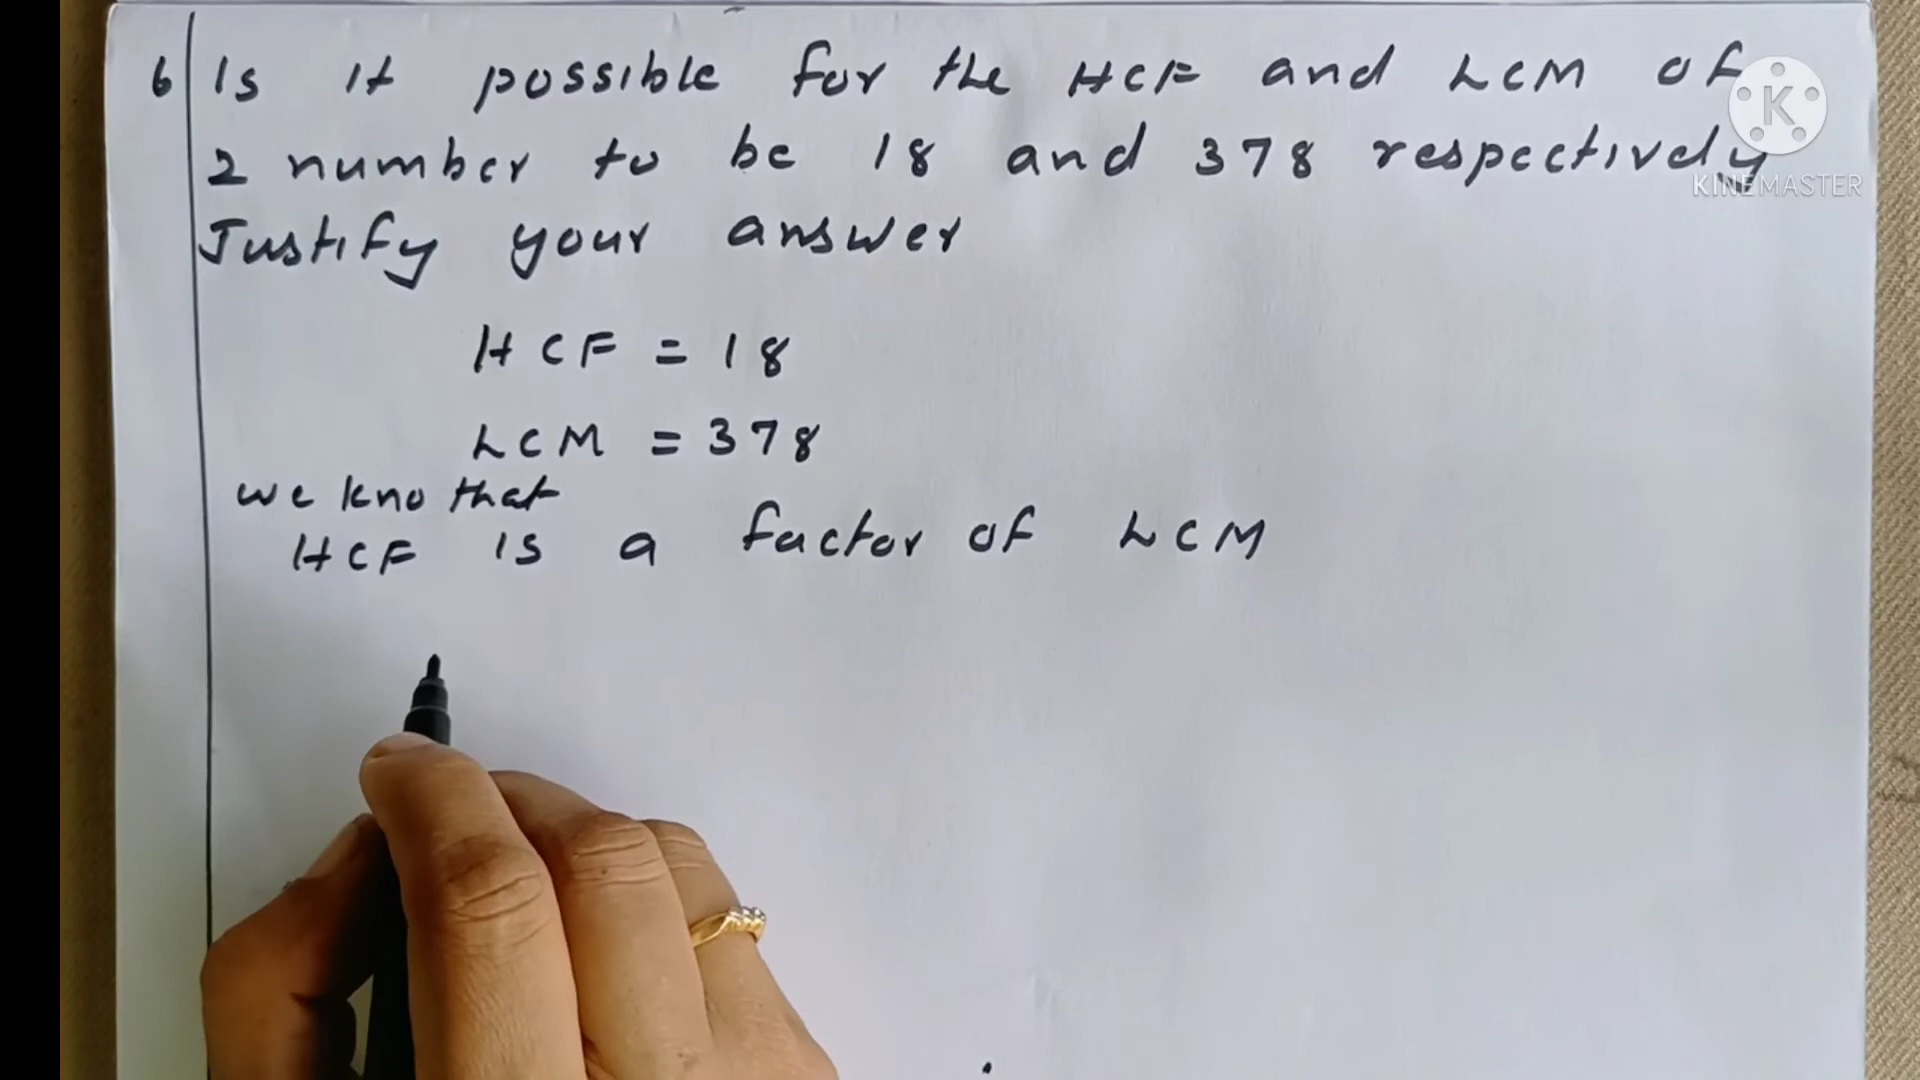 6 Is it possible for the HCF and LCM of
2 number to be 18 and 378 respectively
Justify your answer
HCF = 18
LCM = 378
we kno that
HCF is a factor of LCM
K
KINEMASTER